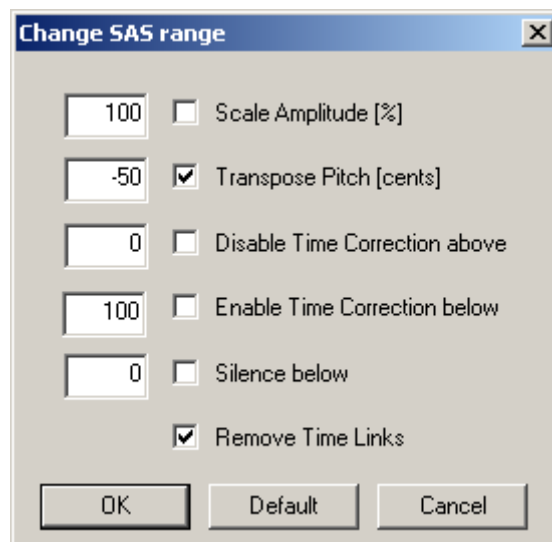 Change SAS range
100 Scale Amplitude [%]
-50 Transpose Pitch [cents]
0 Disable Time Correction above
100 Enable Time Correction below
0 Silence below
Remove Time Links
OK Default Cancel